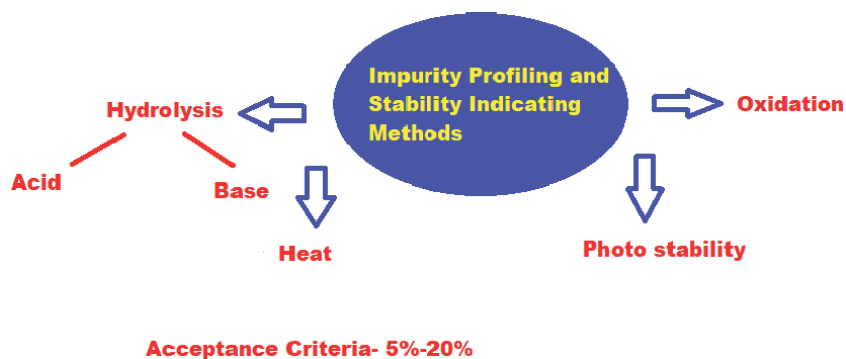 Impurity Profiling and
Stability Indicating
Methods
Hydrolysis
Oxidation
Acid
Base
Heat
Photo stability
Acceptance Criteria- 5%-20%